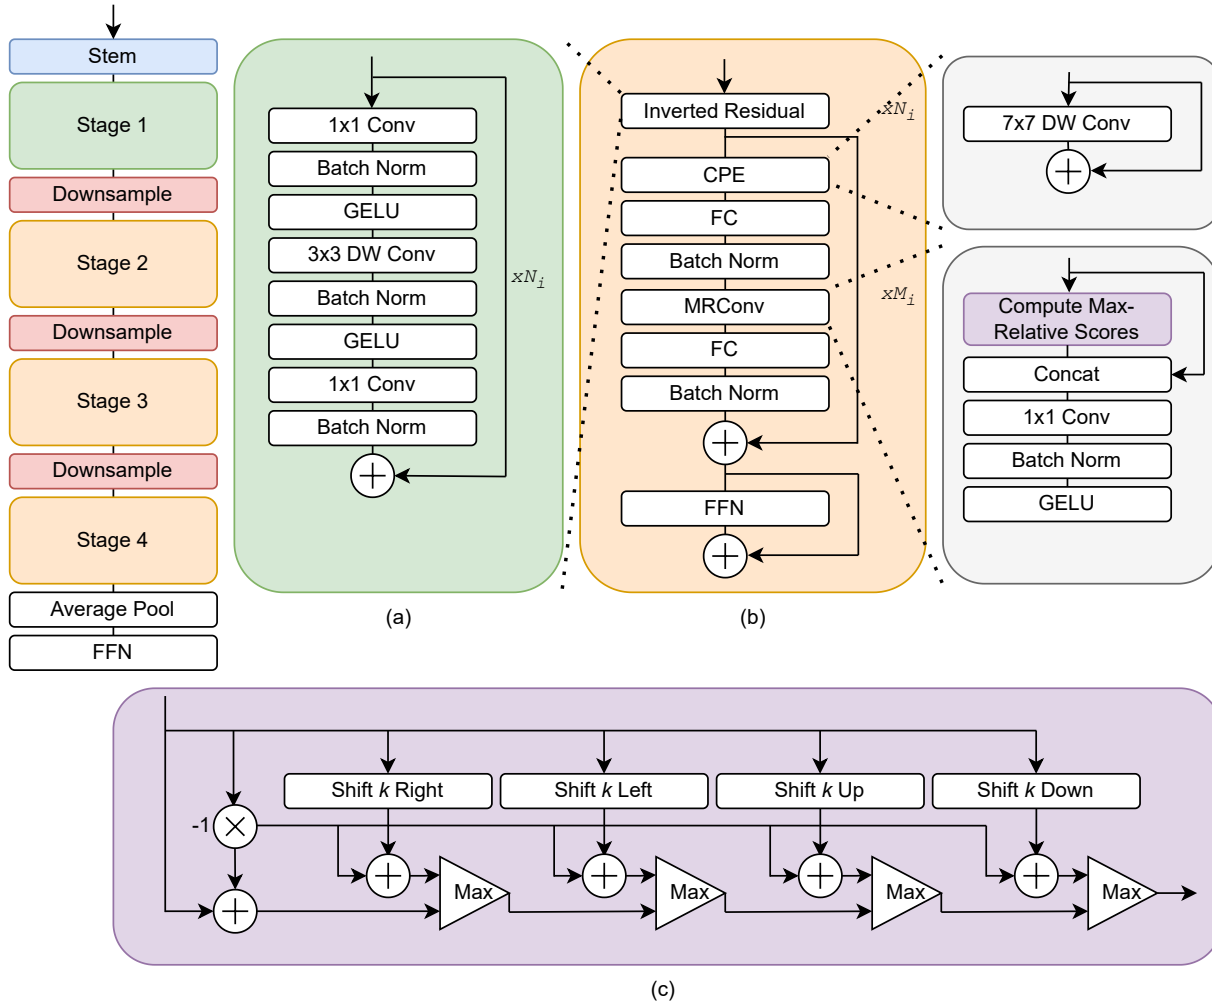 Stem
Stage 1
Downsample
Stage 2
Downsample
Stage 3
Downsample
Stage 4
Average Pool
FFN
1x1 Conv
Batch Norm
GELU
3x3 DW Conv
Batch Norm
GELU
1x1 Conv
Batch Norm
xNᵢ
(a)
Inverted Residual
xNᵢ
CPE
FC
Batch Norm
MRConv
xMᵢ
FC
Batch Norm
FFN
(b)
7x7 DW Conv
Compute Max-
Relative Scores
Concat
1x1 Conv
Batch Norm
GELU
Shift k Right
Shift k Left
Shift k Up
Shift k Down
-1
Max
Max
Max
Max
(c)